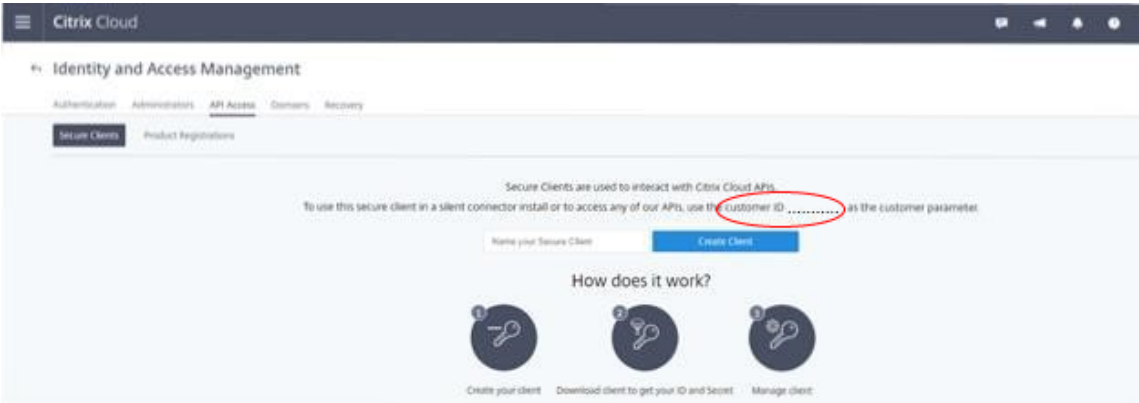 Citrix Cloud
Identity and Access Management
Authentication Administrators API Access Domains Recovery
Secure Clients Product Registrations
Secure Clients are used to interact with Citrix Cloud APIs.
To use this secure client in a silent connector install or to access any of our APIs, use the customer ID ............ as the customer parameter.
Name your Secure Client Create Client
How does it work?
1 2 3
Create your client Download client to get your ID and Secret Manage client